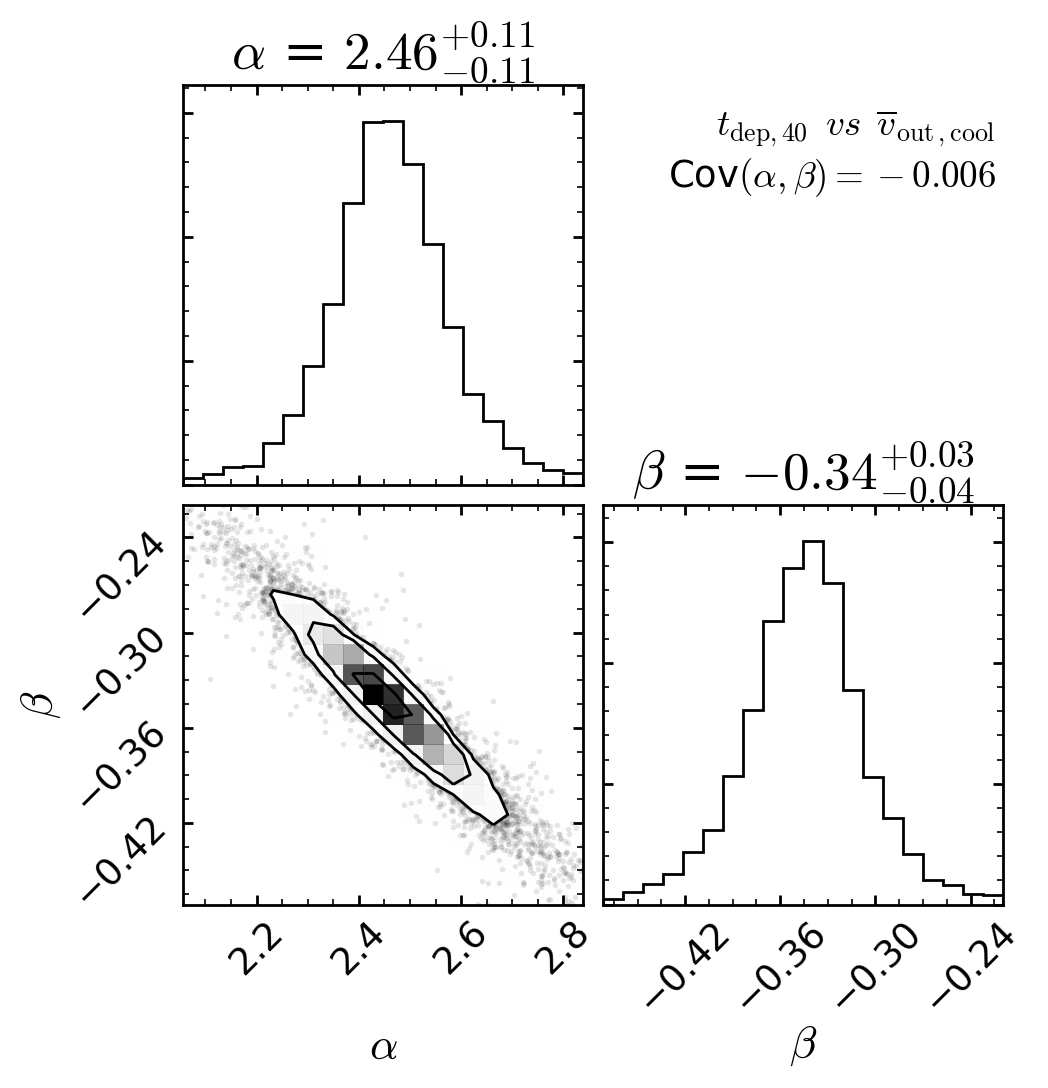 α = 2.46 +0.11 −0.11
t dep, 40 vs v̅ out, cool
Cov(α, β) = −0.006
β = −0.34 +0.03 −0.04
−0.24
−0.30
−0.36
−0.42
β
2.2 2.4 2.6 2.8
α
−0.42 −0.36 −0.30 −0.24
β